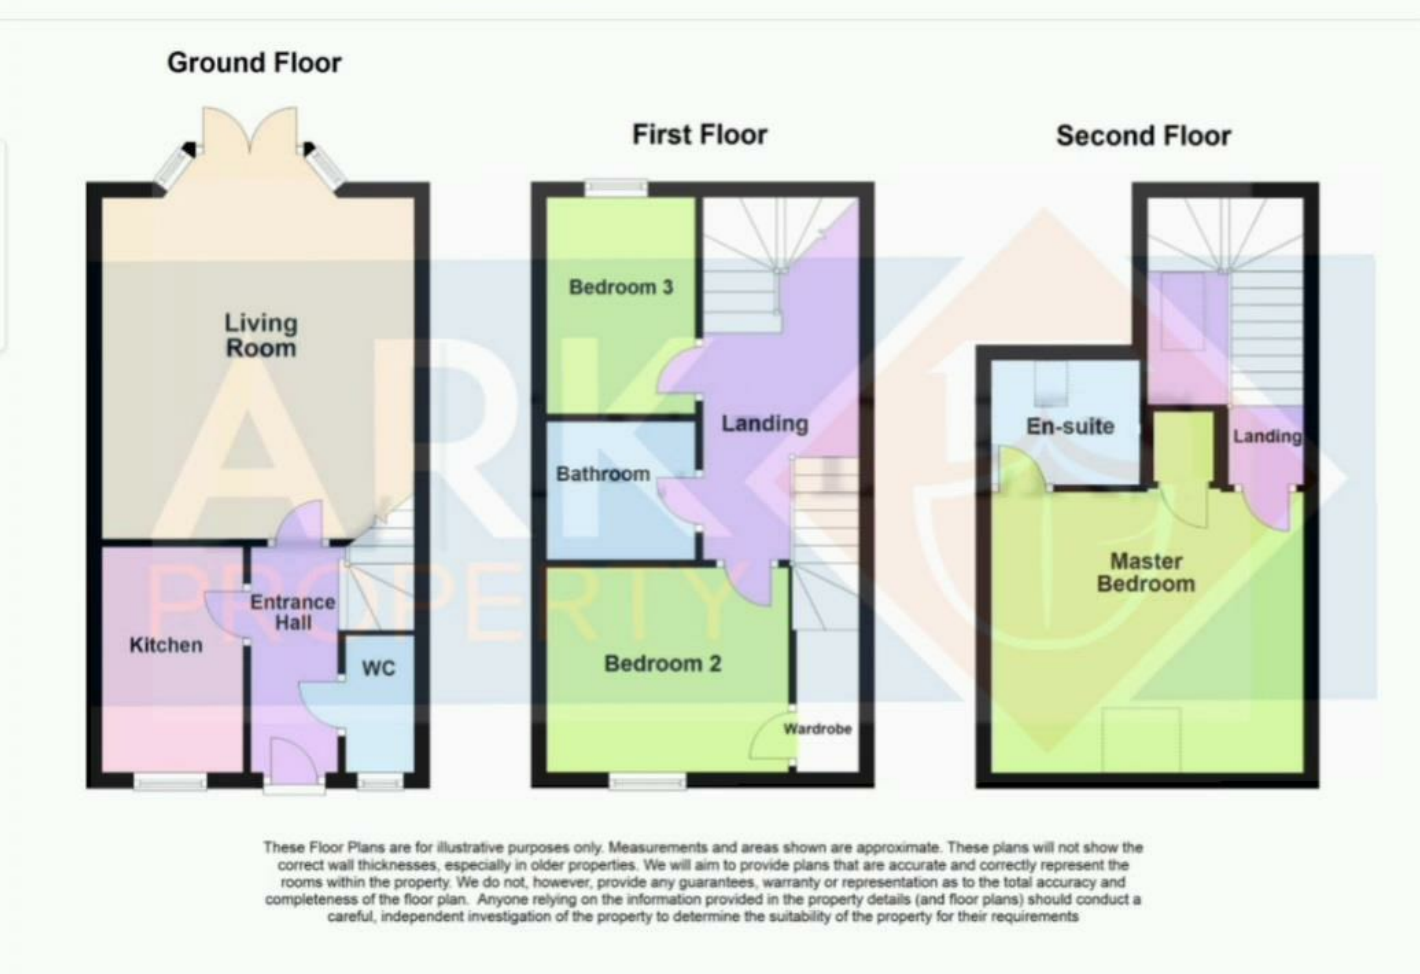 Ground Floor
First Floor
Second Floor
Living
Room
Kitchen
Entrance
Hall
WC
Bedroom 3
Bathroom
Landing
Bedroom 2
Wardrobe
En-suite
Landing
Master
Bedroom
ARK
PROPERTY
These Floor Plans are for illustrative purposes only. Measurements and areas shown are approximate. These plans will not show the
correct wall thicknesses, especially in older properties. We will aim to provide plans that are accurate and correctly represent the
rooms within the property. We do not, however, provide any guarantees, warranty or representation as to the total accuracy and
completeness of the floor plan. Anyone relying on the information provided in the property details (and floor plans) should conduct a
careful, independent investigation of the property to determine the suitability of the property for their requirements